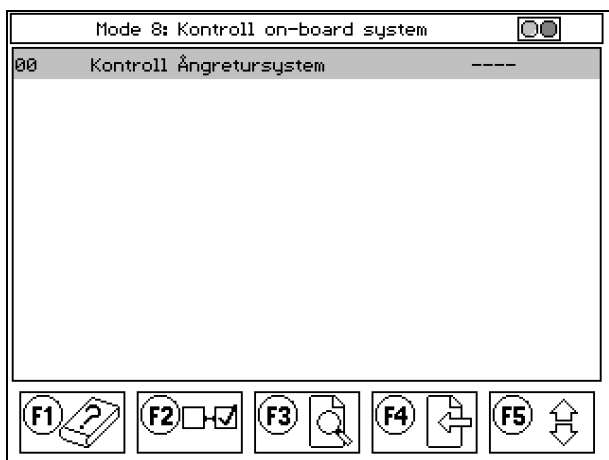 Mode 8: Kontroll on-board system
00 Kontroll Ångretursystem ----
F1 ? F2 F3 F4 F5